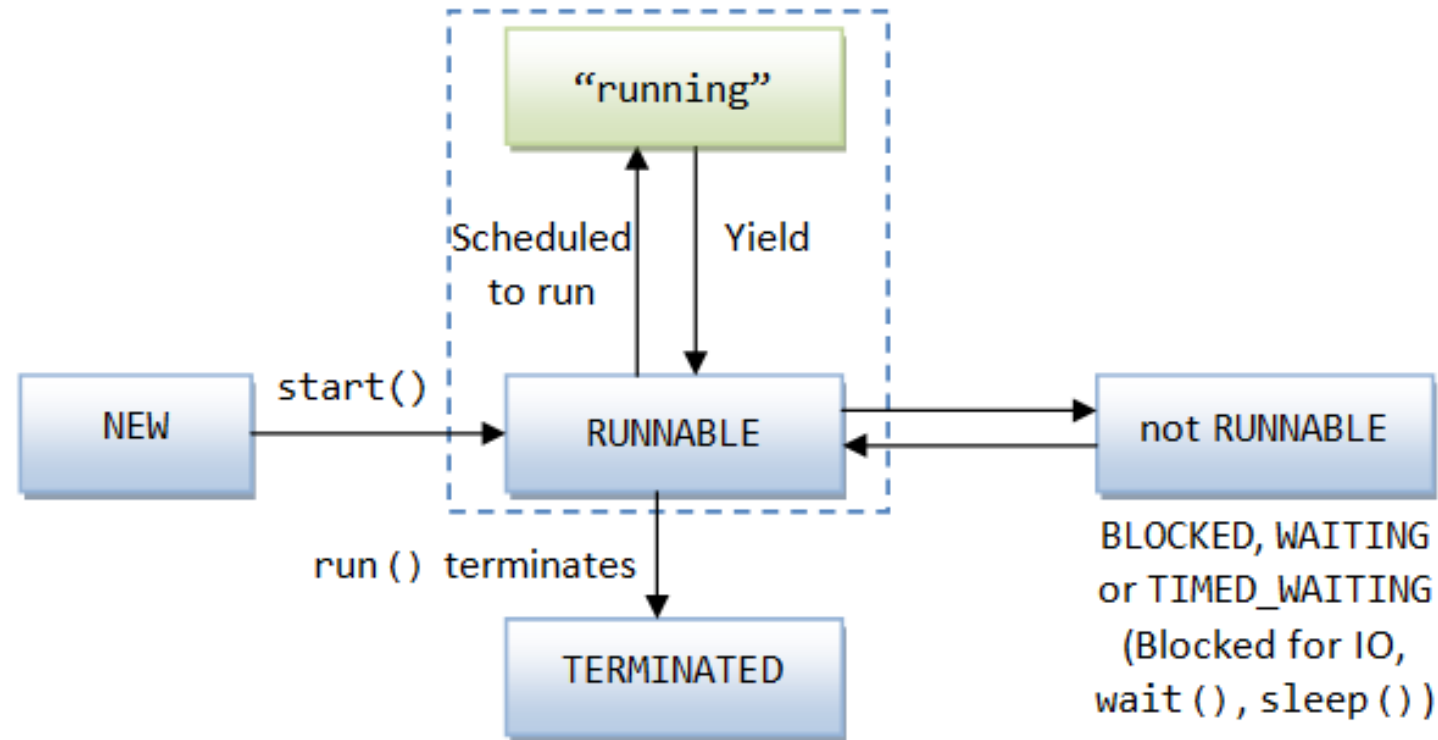 “running”
Scheduled
to run
Yield
NEW
start()
RUNNABLE
not RUNNABLE
run() terminates
TERMINATED
BLOCKED, WAITING
or TIMED_WAITING
(Blocked for IO,
wait(), sleep())